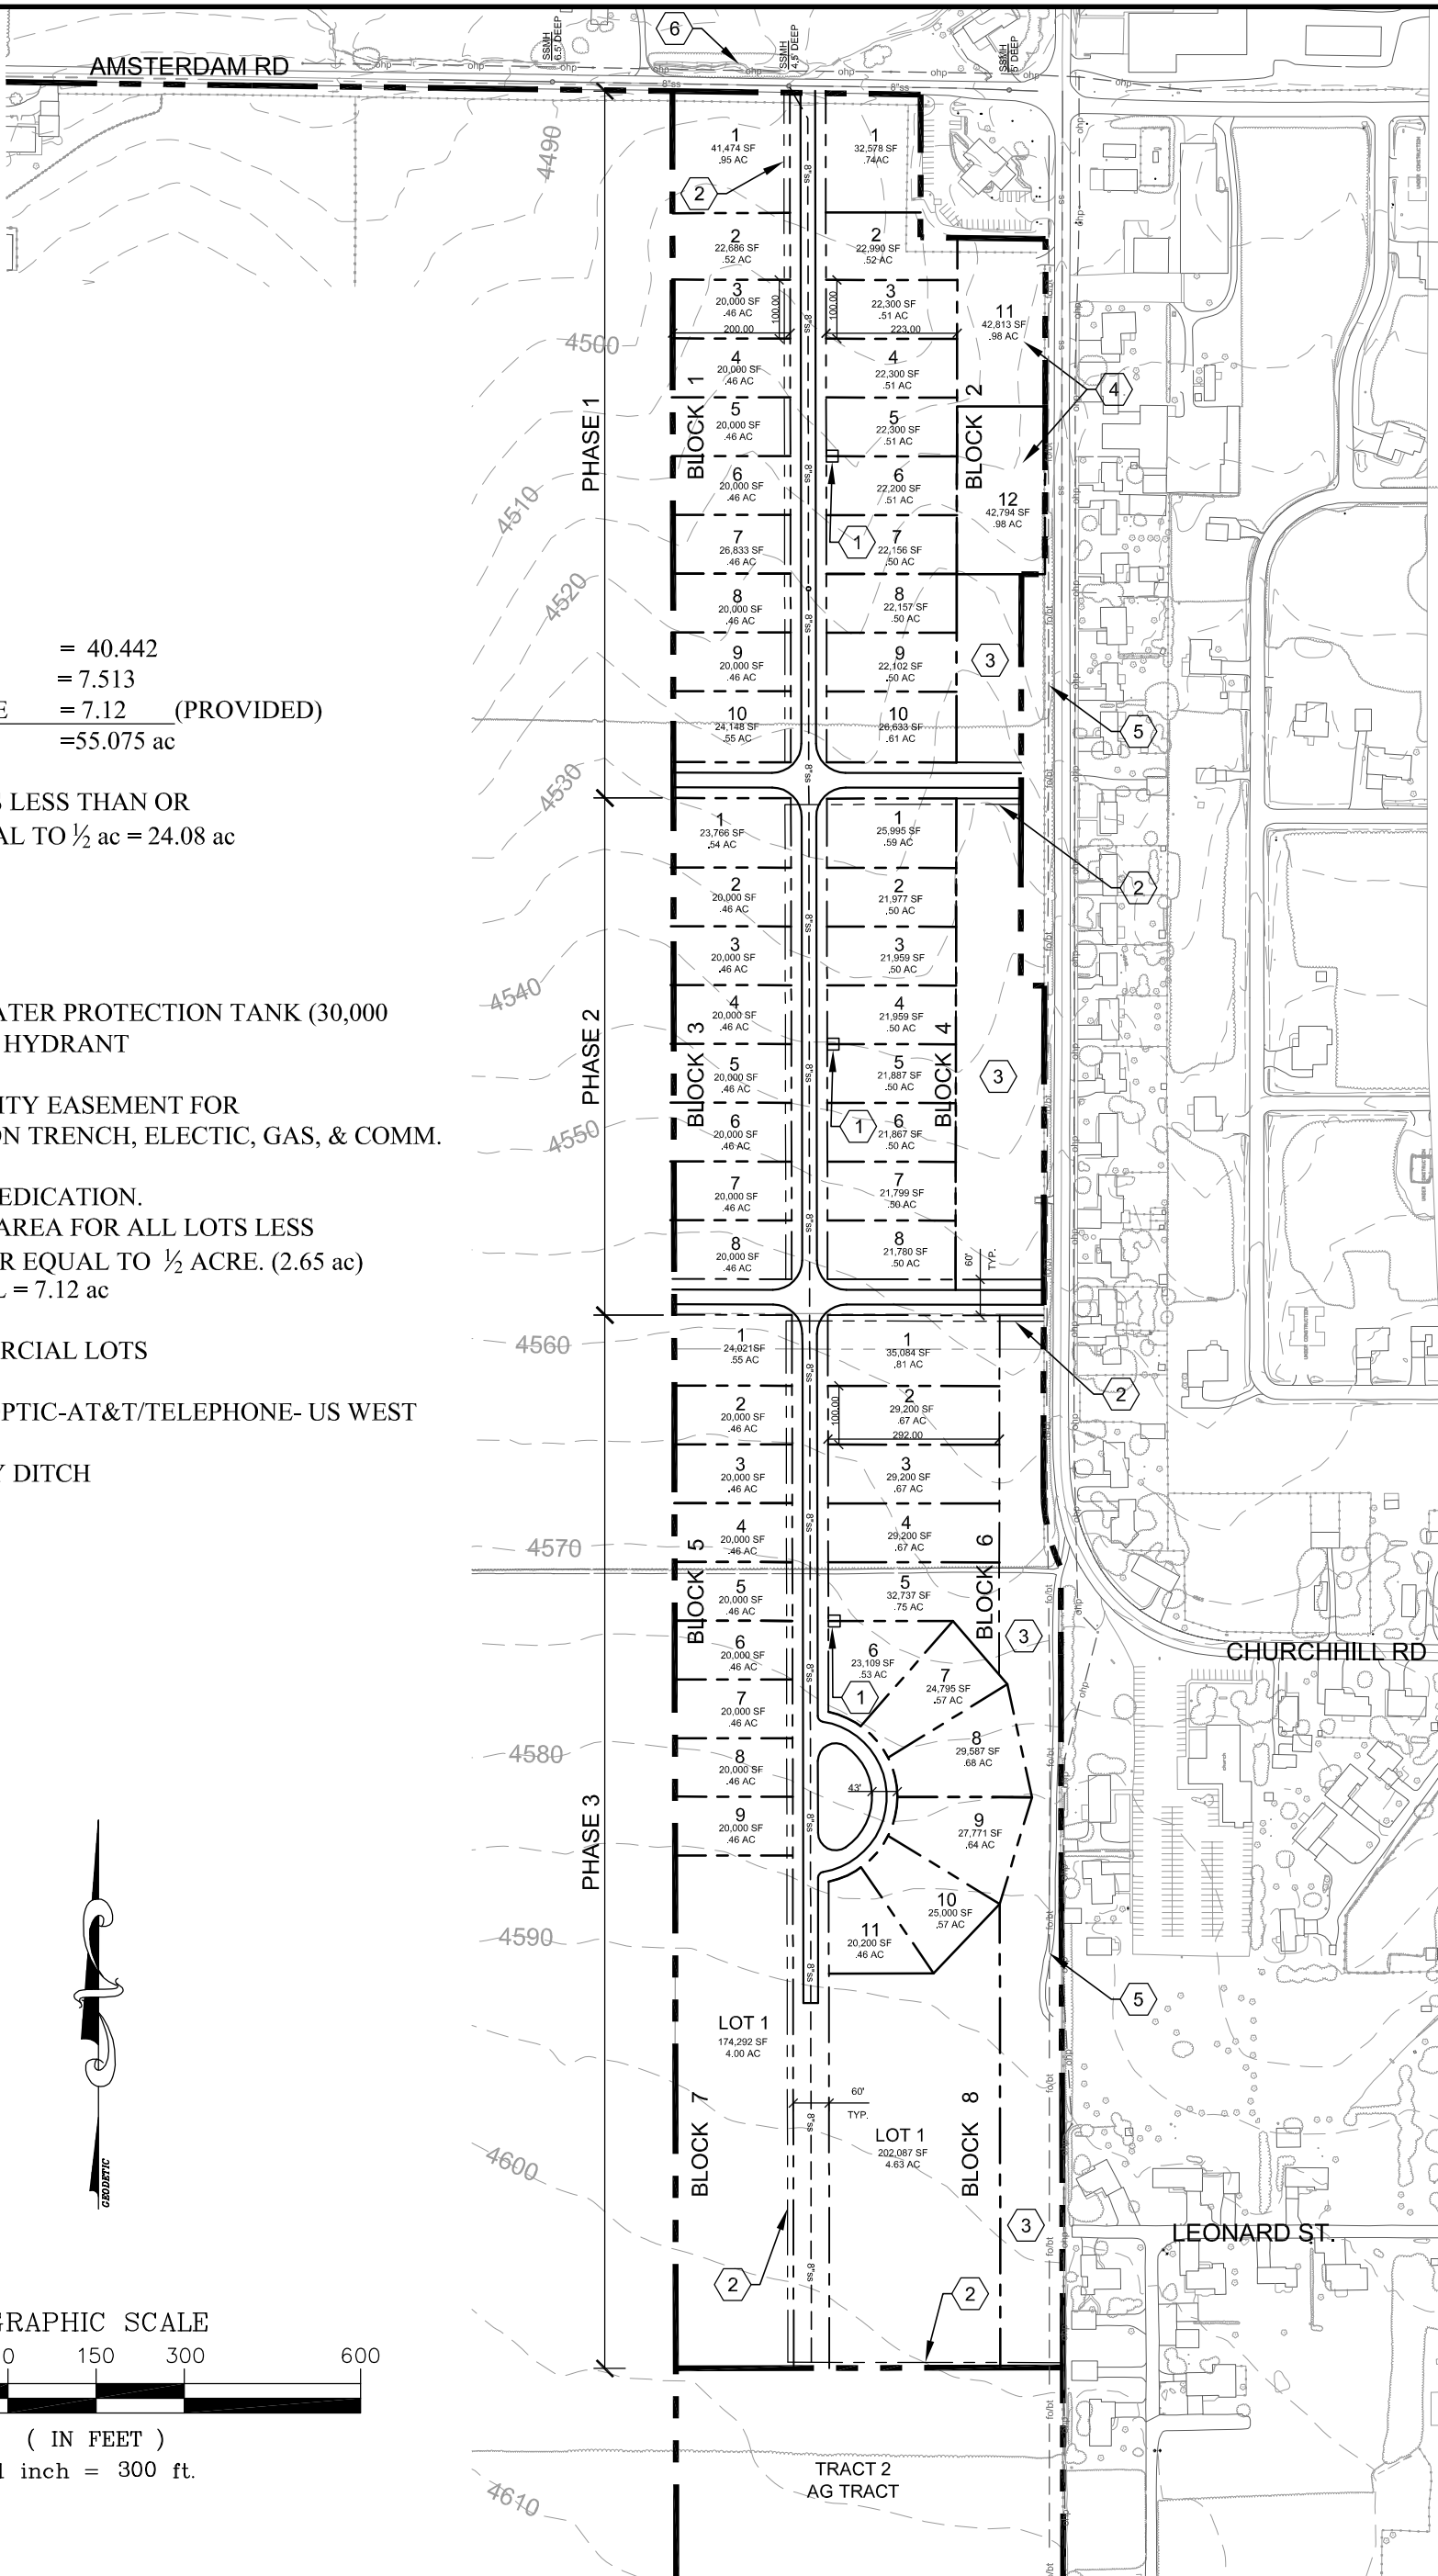 AMSTERDAM RD
SSMH
6.5' DEEP
SSMH
4.5' DEEP
SSMH
5' DEEP
6
ohp
8"ss
4490
4500
4510
4520
4530
4540
4550
4560
4570
4580
4590
4600
4610
= 40.442
= 7.513
E = 7.12 (PROVIDED)
=55.075 ac
S LESS THAN OR
AL TO ½ ac = 24.08 ac
ATER PROTECTION TANK (30,000
HYDRANT
ITY EASEMENT FOR
ON TRENCH, ELECTIC, GAS, & COMM.
EDICATION.
AREA FOR ALL LOTS LESS
R EQUAL TO ½ ACRE. (2.65 ac)
L = 7.12 ac
ERCIAL LOTS
PTIC-AT&T/TELEPHONE- US WEST
Y DITCH
PHASE 1
BLOCK 1
1
41,474 SF
.95 AC
2
2
22,686 SF
.52 AC
3
20,000 SF
.46 AC
100.00
200.00
4
20,000 SF
.46 AC
5
20,000 SF
.46 AC
6
20,000 SF
.46 AC
7
26,833 SF
.46 AC
8
20,000 SF
.46 AC
9
20,000 SF
.46 AC
10
24,148 SF
.55 AC
BLOCK 2
1
32,578 SF
.74AC
2
22,990 SF
.52 AC
3
22,300 SF
.51 AC
100.00
223.00
4
22,300 SF
.51 AC
5
22,300 SF
.51 AC
6
22,200 SF
.51 AC
1
7
22,156 SF
.50 AC
8
22,157 SF
.50 AC
9
22,102 SF
.50 AC
10
26,633 SF
.61 AC
11
42,813 SF
.98 AC
4
12
42,794 SF
.98 AC
3
5
PHASE 2
BLOCK 3
1
23,766 SF
.54 AC
2
20,000 SF
.46 AC
3
20,000 SF
.46 AC
4
20,000 SF
.46 AC
5
20,000 SF
.46 AC
6
20,000 SF
.46 AC
7
20,000 SF
.46 AC
8
20,000 SF
.46 AC
BLOCK 4
1
25,995 SF
.59 AC
2
2
21,977 SF
.50 AC
3
21,959 SF
.50 AC
4
21,959 SF
.50 AC
5
21,887 SF
.50 AC
3
1
6
21,867 SF
.50 AC
7
21,799 SF
.50 AC
8
21,780 SF
.50 AC
60'
TYP.
PHASE 3
BLOCK 5
1
24,021SF
.55 AC
2
20,000 SF
.46 AC
3
20,000 SF
.46 AC
4
20,000 SF
.46 AC
5
20,000 SF
.46 AC
6
20,000 SF
.46 AC
7
20,000 SF
.46 AC
8
20,000 SF
.46 AC
9
20,000 SF
.46 AC
BLOCK 6
1
35,084 SF
.81 AC
2
2
29,200 SF
.67 AC
100.00
292.00
3
29,200 SF
.67 AC
4
29,200 SF
.67 AC
5
32,737 SF
.75 AC
3
6
23,109 SF
.53 AC
1
7
24,795 SF
.57 AC
8
29,587 SF
.68 AC
43'
9
27,771 SF
.64 AC
10
25,000 SF
.57 AC
11
20,200 SF
.46 AC
5
CHURCHHILL RD
church
UNDER CONSTRUCTION
fo/bt
LOT 1
174,292 SF
4.00 AC
BLOCK 7
60'
TYP.
LOT 1
202,087 SF
4.63 AC
BLOCK 8
3
2
2
LEONARD ST.
TRACT 2
AG TRACT
GEODETIC
GRAPHIC SCALE
0 150 300 600
( IN FEET )
1 inch = 300 ft.